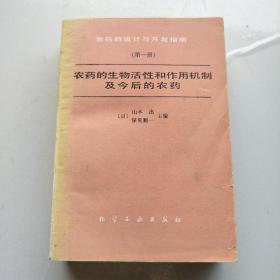 农药的设计与开发指南
(第一册)
农药的生物活性和作用机制
及今后的农药
〔日〕 山本 出
深见顺一 主编
化学工业出版社